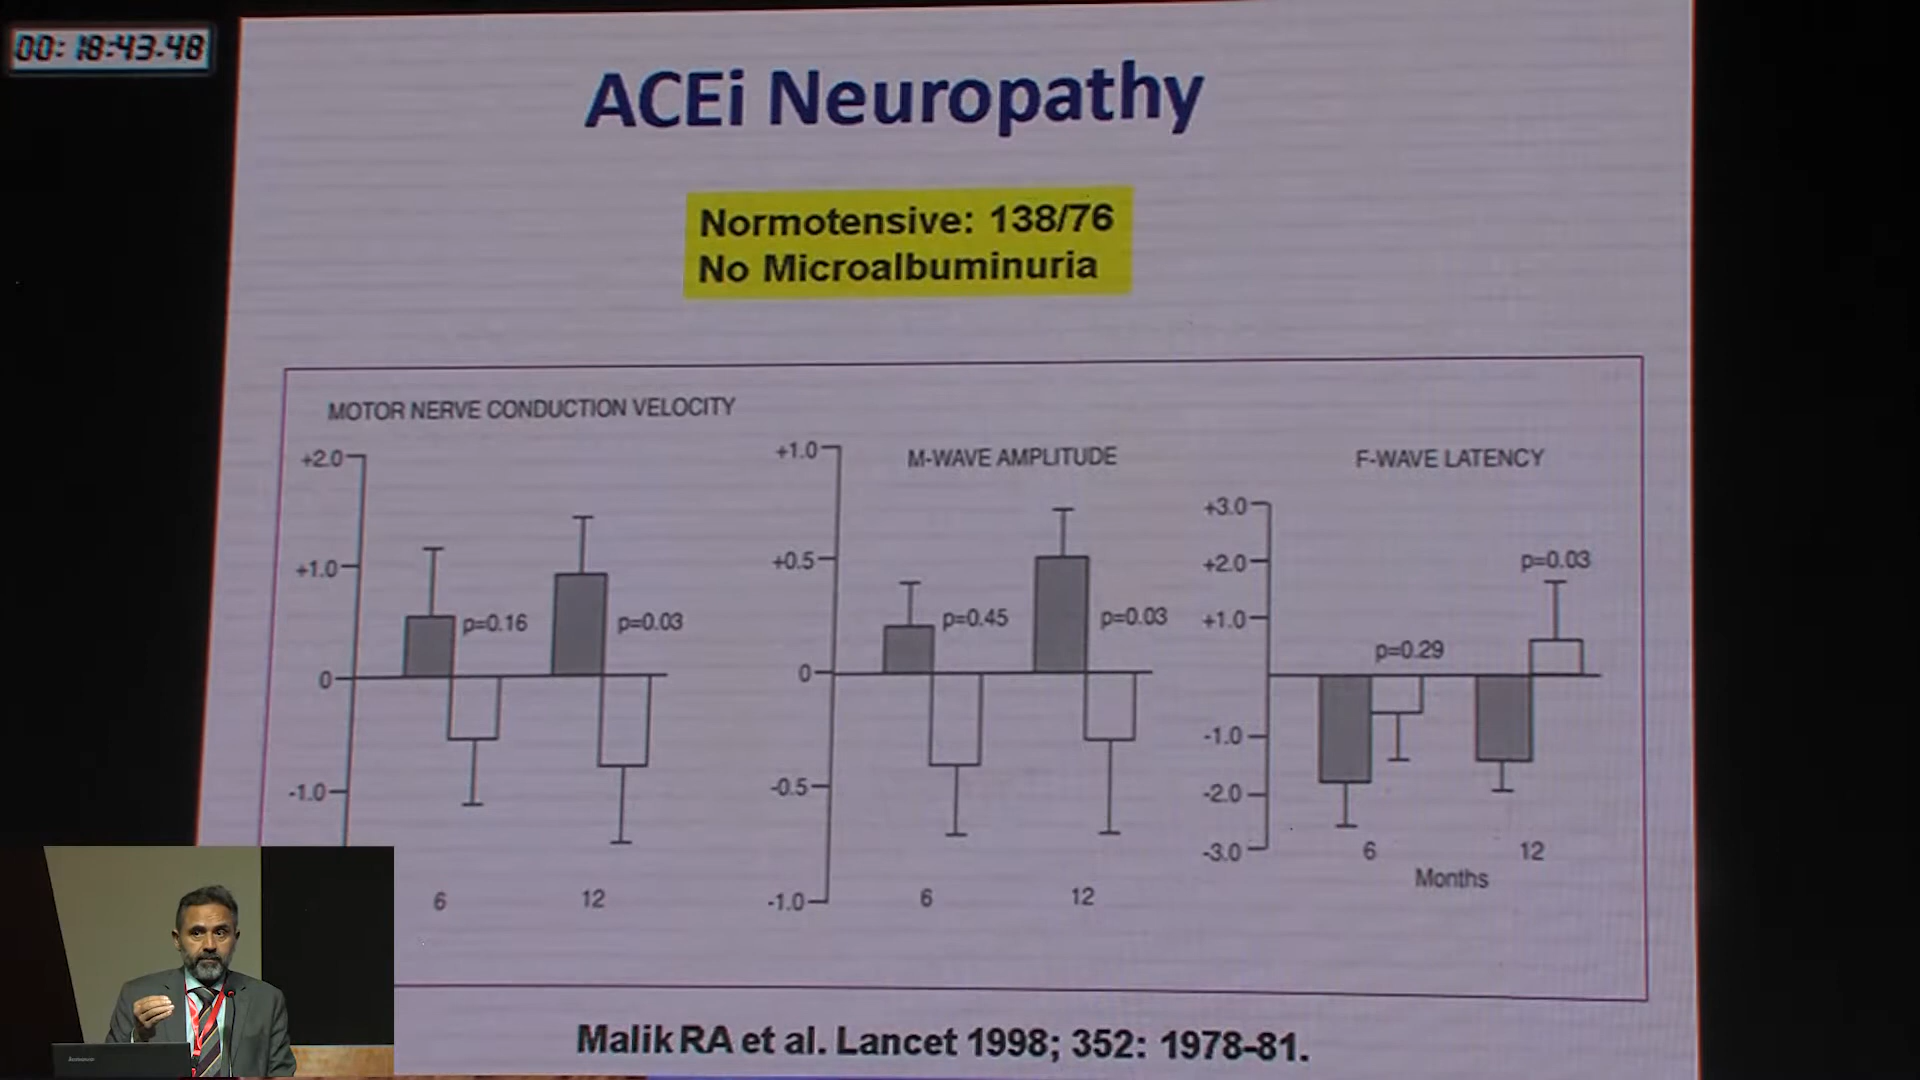 00:18:43.48
ACEi Neuropathy
Normotensive: 138/76
No Microalbuminuria
MOTOR NERVE CONDUCTION VELOCITY
+2.0
+1.0
0
-1.0
p=0.16
p=0.03
6
12
M-WAVE AMPLITUDE
+1.0
+0.5
0
-0.5
-1.0
p=0.45
p=0.03
6
12
F-WAVE LATENCY
+3.0
+2.0
+1.0
-1.0
-2.0
-3.0
p=0.29
p=0.03
6
12
Months
Malik RA et al. Lancet 1998; 352: 1978-81.